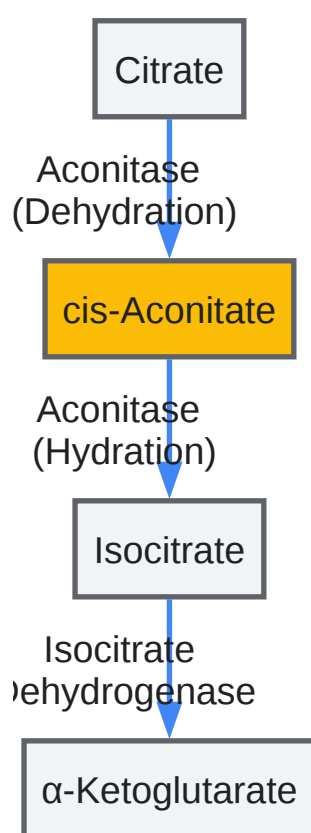 Citrate
Aconitase
(Dehydration)
cis-Aconitate
Aconitase
(Hydration)
Isocitrate
Isocitrate
Dehydrogenase
α-Ketoglutarate